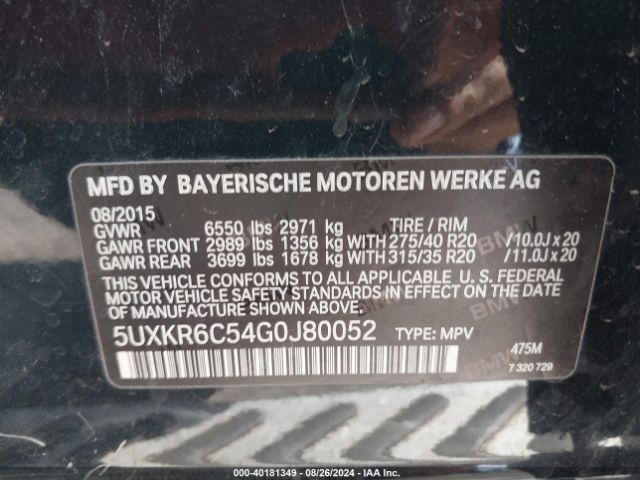 MFD BY BAYERISCHE MOTOREN WERKE AG
08/2015
GVWR 6550 lbs 2971 kg TIRE / RIM
GAWR FRONT 2989 lbs 1356 kg WITH 275/40 R20 /10.0J x 20
GAWR REAR 3699 lbs 1678 kg WITH 315/35 R20 /11.0J x 20
THIS VEHICLE CONFORMS TO ALL APPLICABLE U. S. FEDERAL
MOTOR VEHICLE SAFETY STANDARDS IN EFFECT ON THE DATE
OF MANUFACTURE SHOWN ABOVE.
5UXKR6C54G0J80052 TYPE: MPV
475M
7 320 729
000-40181349 - 08/26/2024 - IAA Inc.